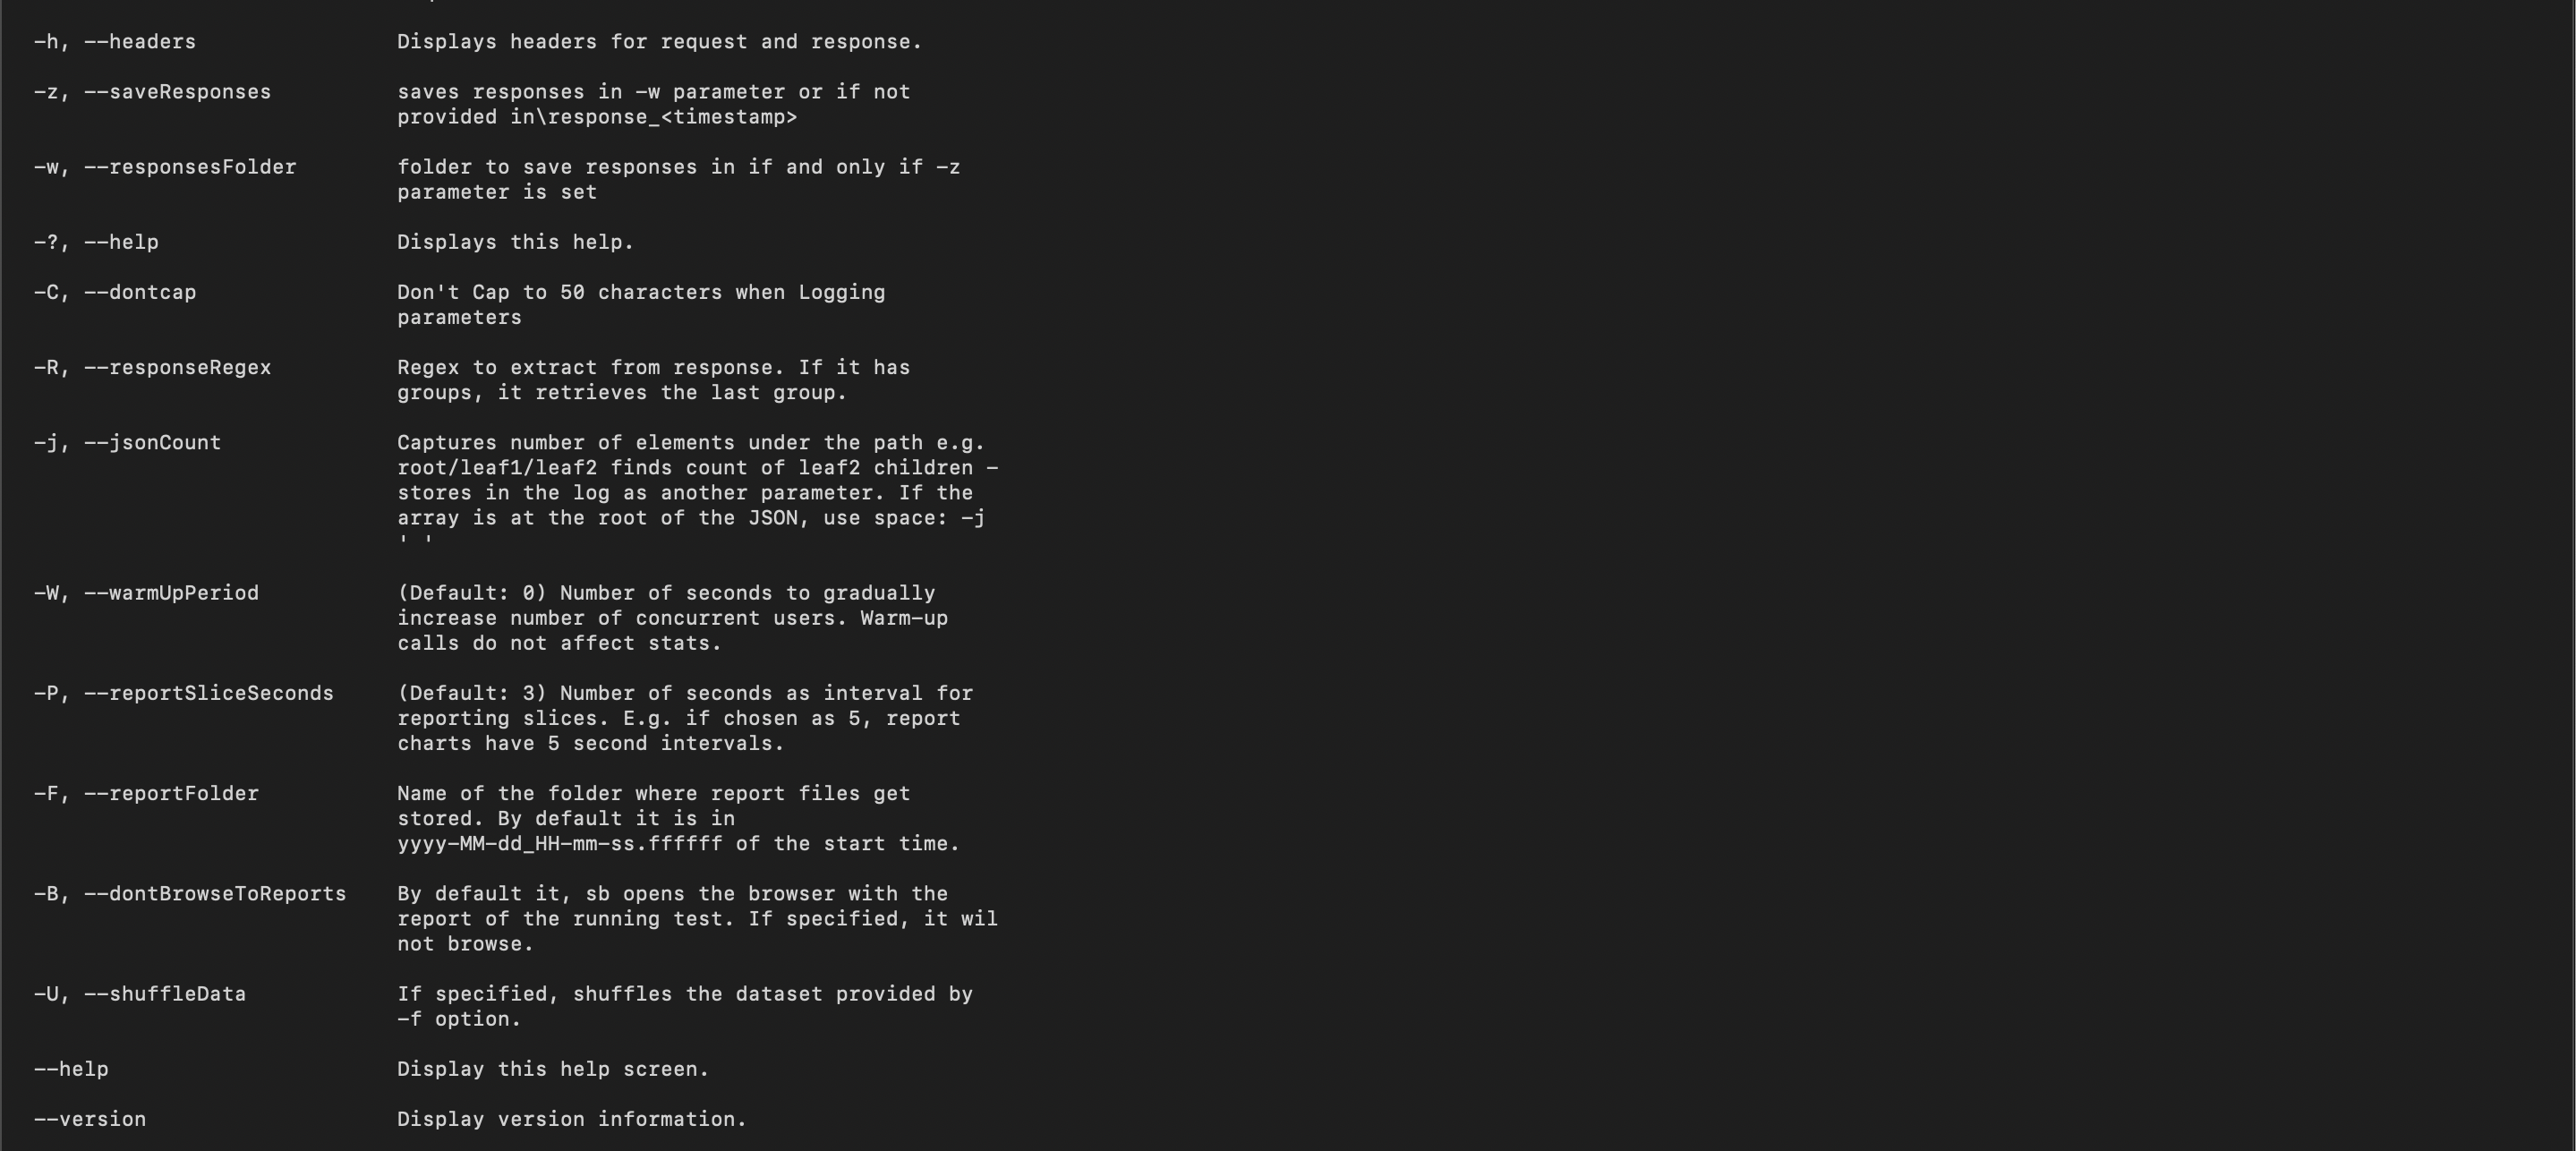 -h, --headers Displays headers for request and response.
-z, --saveResponses saves responses in -w parameter or if not
provided in\response_<timestamp>
-w, --responsesFolder folder to save responses in if and only if -z
parameter is set
-?, --help Displays this help.
-C, --dontcap Don't Cap to 50 characters when Logging
parameters
-R, --responseRegex Regex to extract from response. If it has
groups, it retrieves the last group.
-j, --jsonCount Captures number of elements under the path e.g.
root/leaf1/leaf2 finds count of leaf2 children -
stores in the log as another parameter. If the
array is at the root of the JSON, use space: -j
' '
-W, --warmUpPeriod (Default: 0) Number of seconds to gradually
increase number of concurrent users. Warm-up
calls do not affect stats.
-P, --reportSliceSeconds (Default: 3) Number of seconds as interval for
reporting slices. E.g. if chosen as 5, report
charts have 5 second intervals.
-F, --reportFolder Name of the folder where report files get
stored. By default it is in
yyyy-MM-dd_HH-mm-ss.ffffff of the start time.
-B, --dontBrowseToReports By default it, sb opens the browser with the
report of the running test. If specified, it wil
not browse.
-U, --shuffleData If specified, shuffles the dataset provided by
-f option.
--help Display this help screen.
--version Display version information.